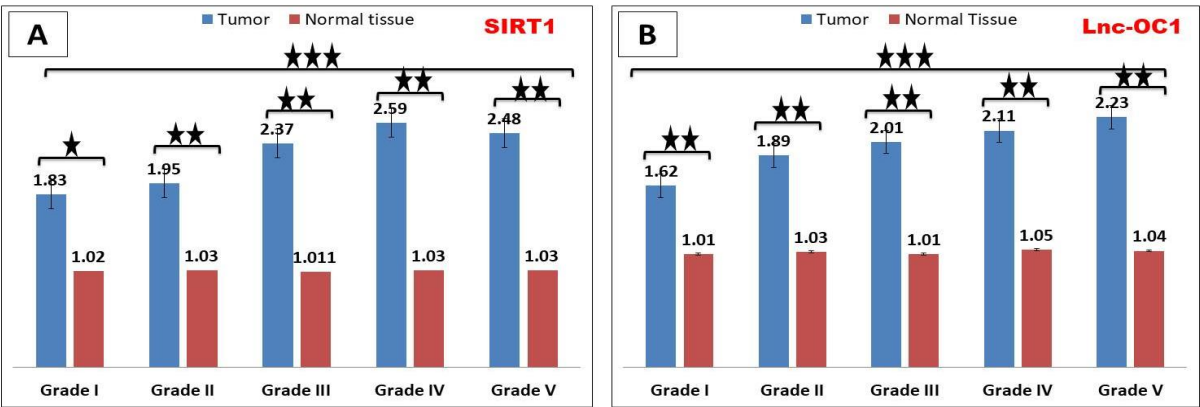 A
Tumor Normal tissue
SIRT1
1.83 1.02
1.95 1.03
2.37 1.011
2.59 1.03
2.48 1.03
Grade I Grade II Grade III Grade IV Grade V
B
Tumor Normal Tissue
Lnc-OC1
1.62 1.01
1.89 1.03
2.01 1.01
2.11 1.05
2.23 1.04
Grade I Grade II Grade III Grade IV Grade V